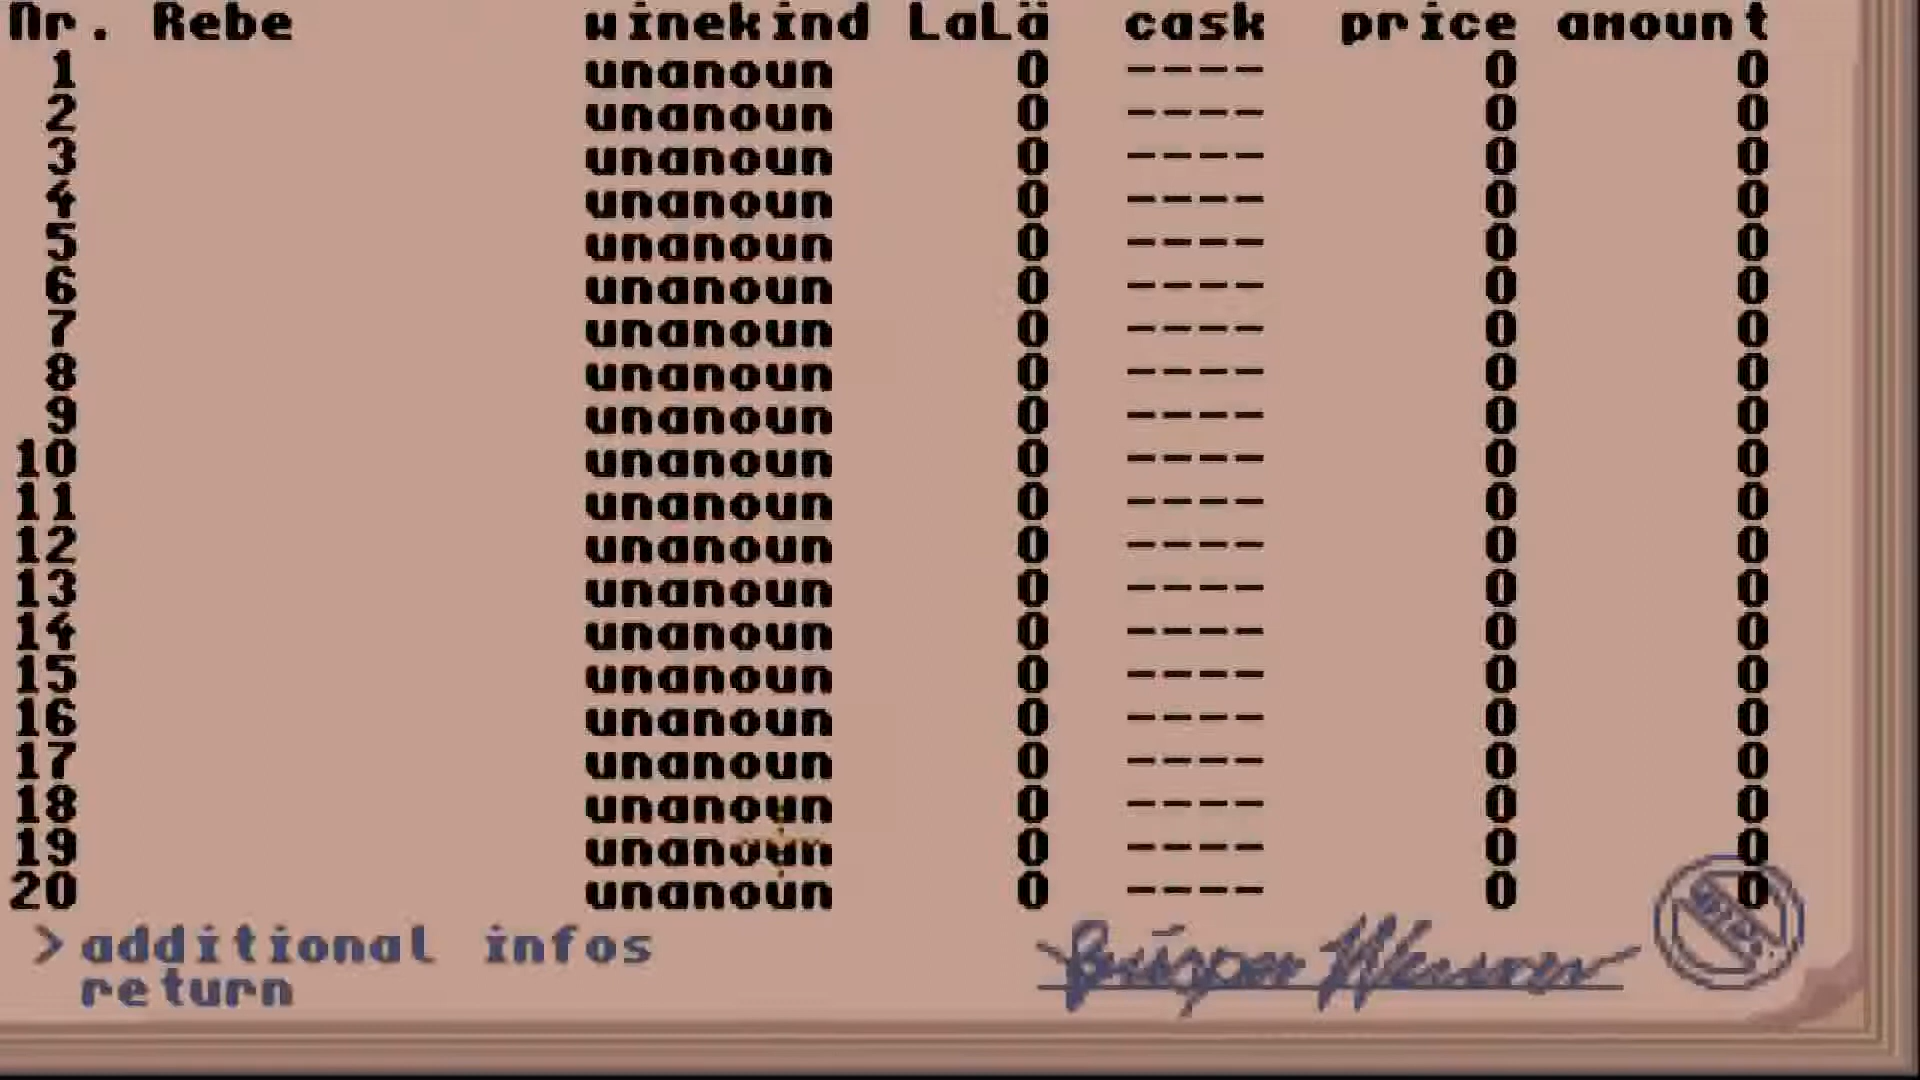 Nr. Rebe winekind LaLä cask price amount
1 unanoun 0 ---- 0 0
2 unanoun 0 ---- 0 0
3 unanoun 0 ---- 0 0
4 unanoun 0 ---- 0 0
5 unanoun 0 ---- 0 0
6 unanoun 0 ---- 0 0
7 unanoun 0 ---- 0 0
8 unanoun 0 ---- 0 0
9 unanoun 0 ---- 0 0
10 unanoun 0 ---- 0 0
11 unanoun 0 ---- 0 0
12 unanoun 0 ---- 0 0
13 unanoun 0 ---- 0 0
14 unanoun 0 ---- 0 0
15 unanoun 0 ---- 0 0
16 unanoun 0 ---- 0 0
17 unanoun 0 ---- 0 0
18 unanoun 0 ---- 0 0
19 unanoun 0 ---- 0 0
20 unanoun 0 ---- 0 0
>additional infos
return